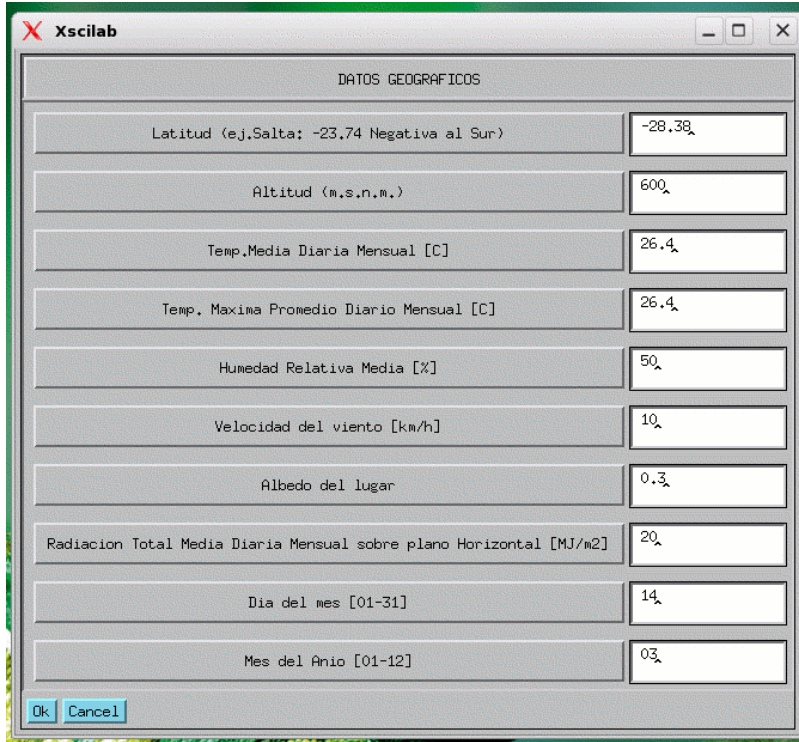 Xscilab
DATOS GEOGRAFICOS
Latitud (ej.Salta: -23.74 Negativa al Sur) -28.38
Altitud (m.s.n.m.) 600
Temp.Media Diaria Mensual [C] 26.4
Temp. Maxima Promedio Diario Mensual [C] 26.4
Humedad Relativa Media [%] 50
Velocidad del viento [km/h] 10
Albedo del lugar 0.3
Radiacion Total Media Diaria Mensual sobre plano Horizontal [MJ/m2] 20
Dia del mes [01-31] 14
Mes del Anio [01-12] 03
Ok Cancel